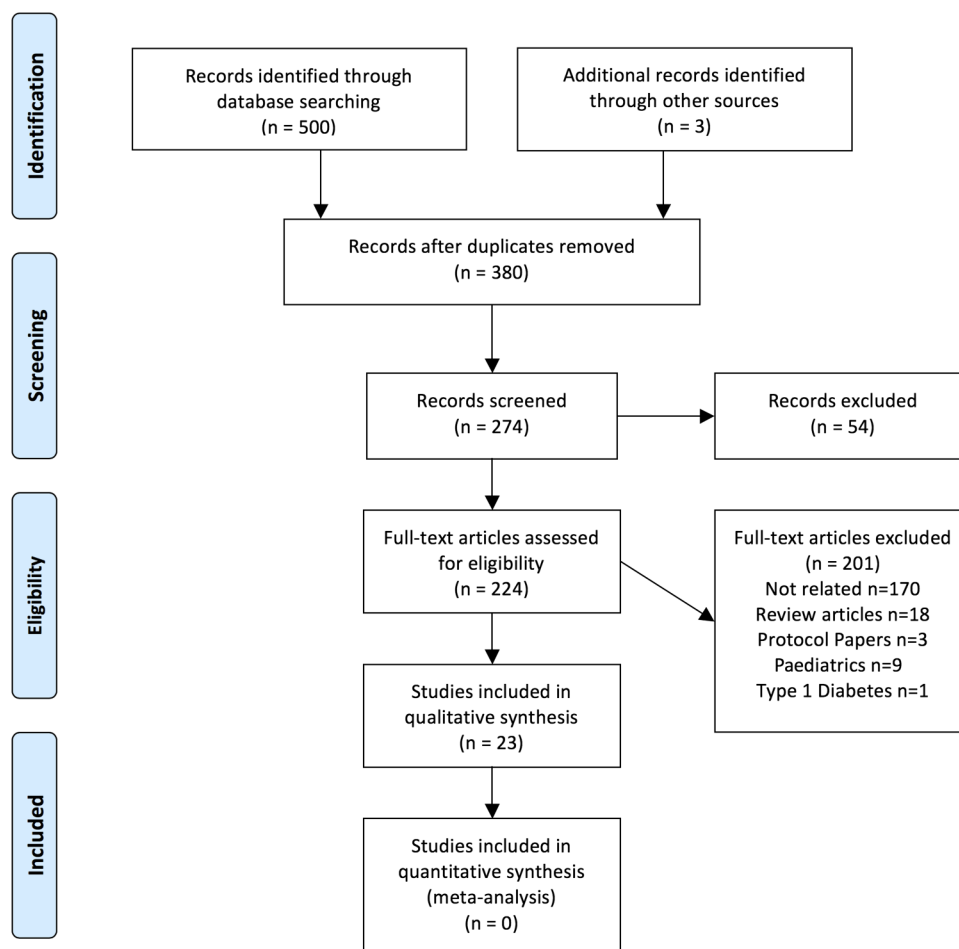 Identification
Records identified through
database searching
(n = 500)
Additional records identified
through other sources
(n = 3)
Records after duplicates removed
(n = 380)
Screening
Records screened
(n = 274)
Records excluded
(n = 54)
Eligibility
Full-text articles assessed
for eligibility
(n = 224)
Full-text articles excluded
(n = 201)
Not related n=170
Review articles n=18
Protocol Papers n=3
Paediatrics n=9
Type 1 Diabetes n=1
Studies included in
qualitative synthesis
(n = 23)
Included
Studies included in
quantitative synthesis
(meta-analysis)
(n = 0)